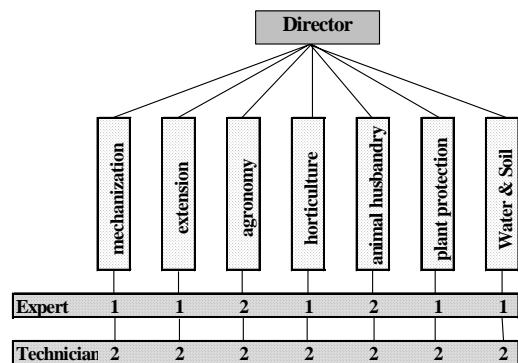 Director
mechanization
extension
agronomy
horticulture
animal husbandry
plant protection
Water & Soil
Expert 1 1 2 1 2 1 1
Technician 2 2 2 2 2 2 2